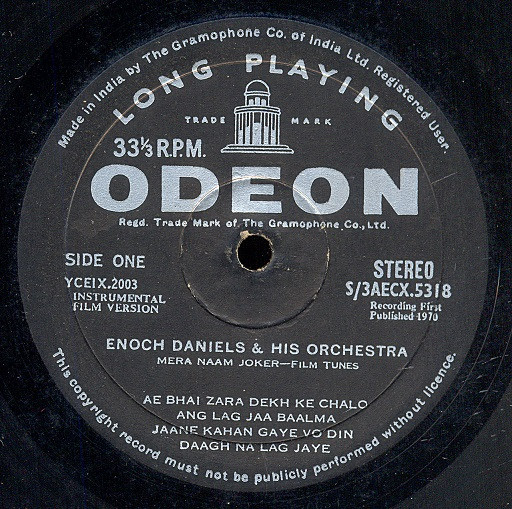 Made in India by The Gramophone Co. of India Ltd. Registered User.
LONG PLAYING
TRADE MARK
33⅓ R.P.M.
ODEON
Regd. Trade Mark of The Gramophone Co., Ltd.
SIDE ONE
YCEIX.2003
INSTRUMENTAL
FILM VERSION
STEREO
S/3AECX.5318
Recording First
Published 1970
ENOCH DANIELS & HIS ORCHESTRA
MERA NAAM JOKER—FILM TUNES
AE BHAI ZARA DEKH KE CHALO
ANG LAG JAA BAALMA
JAANE KAHAN GAYE VO DIN
DAAGH NA LAG JAYE
This copyright record must not be publicly performed without licence.